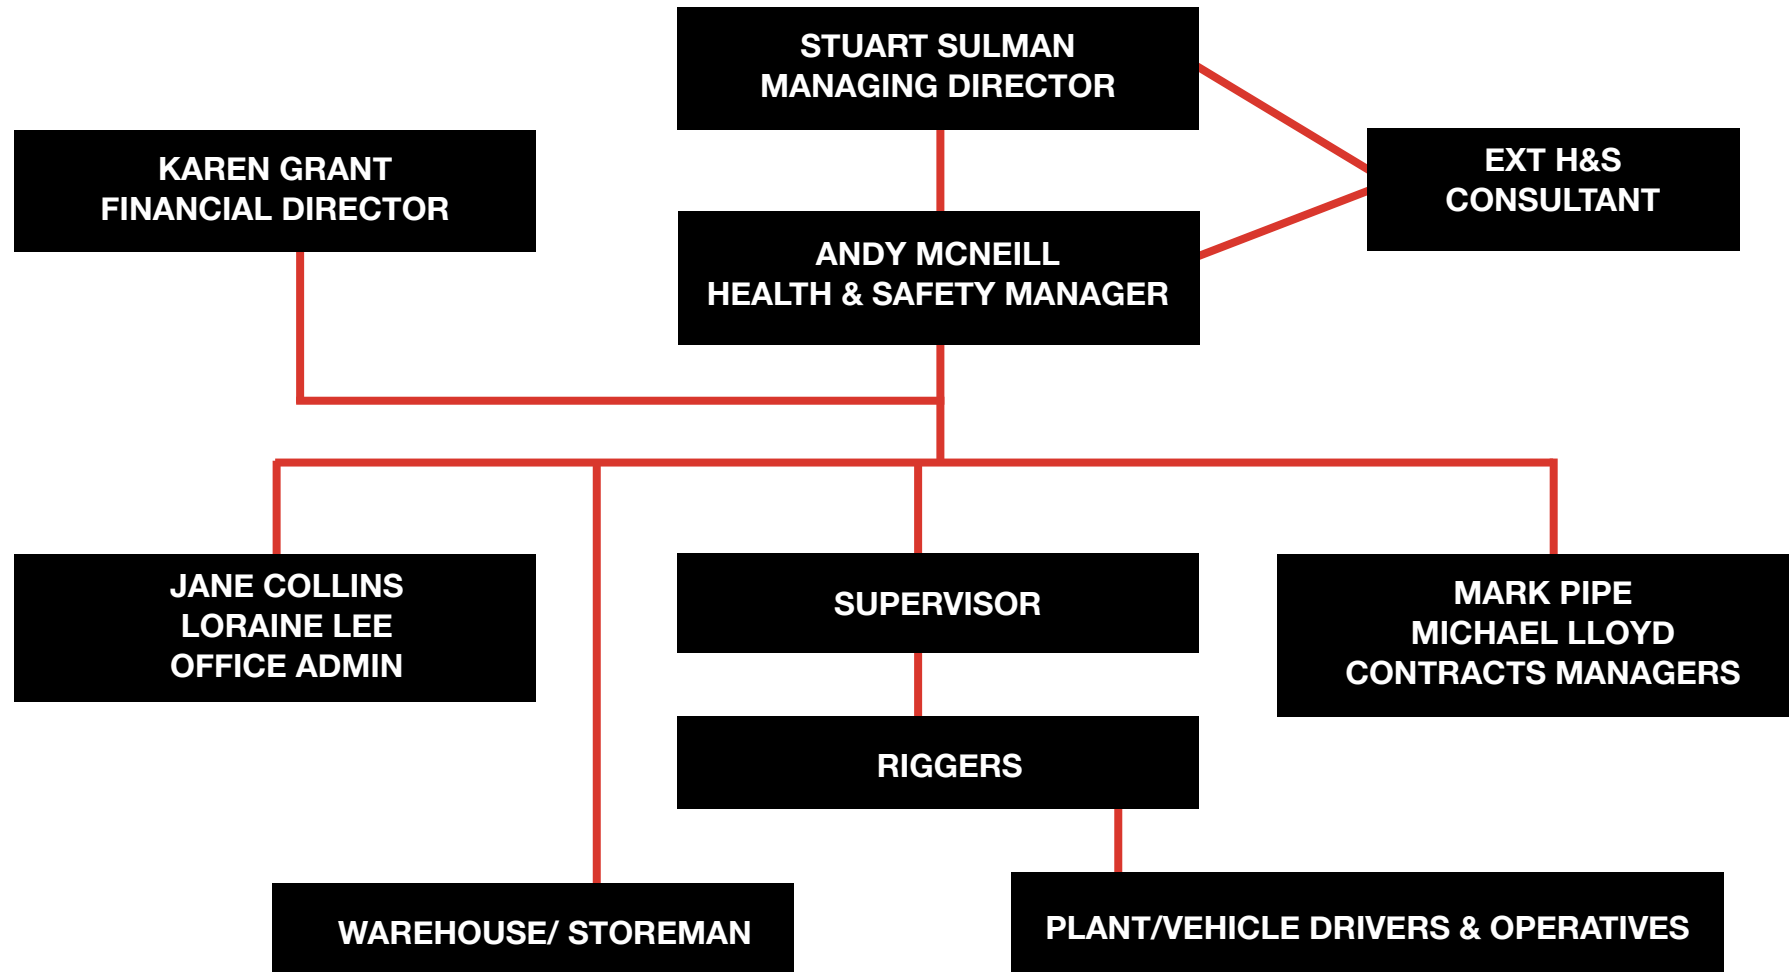 STUART SULMAN
MANAGING DIRECTOR
KAREN GRANT
FINANCIAL DIRECTOR
EXT H&S
CONSULTANT
ANDY MCNEILL
HEALTH & SAFETY MANAGER
JANE COLLINS
LORAINE LEE
OFFICE ADMIN
SUPERVISOR
MARK PIPE
MICHAEL LLOYD
CONTRACTS MANAGERS
RIGGERS
WAREHOUSE/ STOREMAN
PLANT/VEHICLE DRIVERS & OPERATIVES